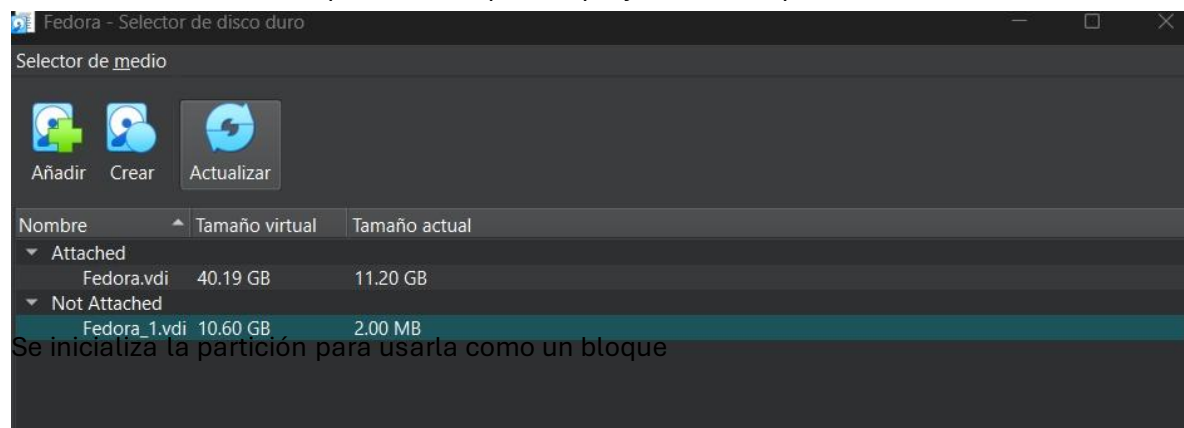 Fedora - Selector de disco duro
Selector de medio
Añadir Crear Actualizar
Nombre Tamaño virtual Tamaño actual
Attached
Fedora.vdi 40.19 GB 11.20 GB
Not Attached
Fedora_1.vdi 10.60 GB 2.00 MB
Se inicializa la partición para usarla como un bloque